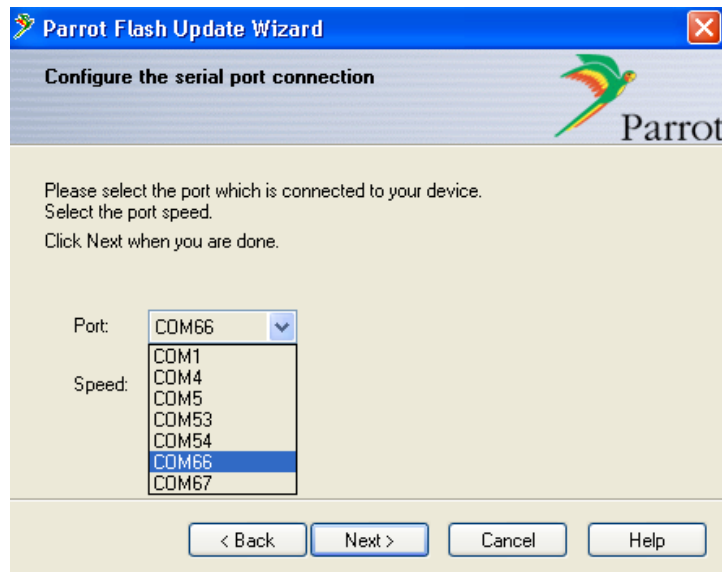 Parrot Flash Update Wizard
Configure the serial port connection
Parrot
Please select the port which is connected to your device.
Select the port speed.
Click Next when you are done.
Port:
COM66
COM1
COM4
Speed:
COM5
COM53
COM54
COM66
COM67
< Back
Next >
Cancel
Help